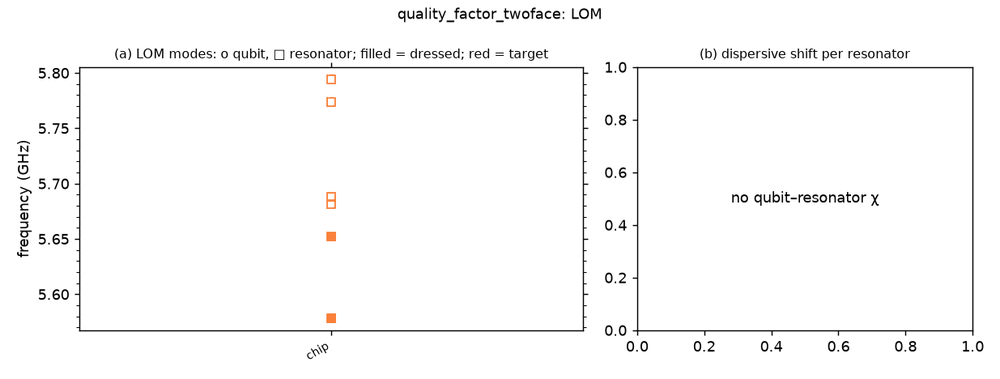 quality_factor_twoface: LOM
(a) LOM modes: o qubit, □ resonator; filled = dressed; red = target
frequency (GHz)
5.80
5.75
5.70
5.65
5.60
chip
(b) dispersive shift per resonator
1.0
0.8
0.6
0.4
0.2
0.0
no qubit–resonator χ
0.0 0.2 0.4 0.6 0.8 1.0